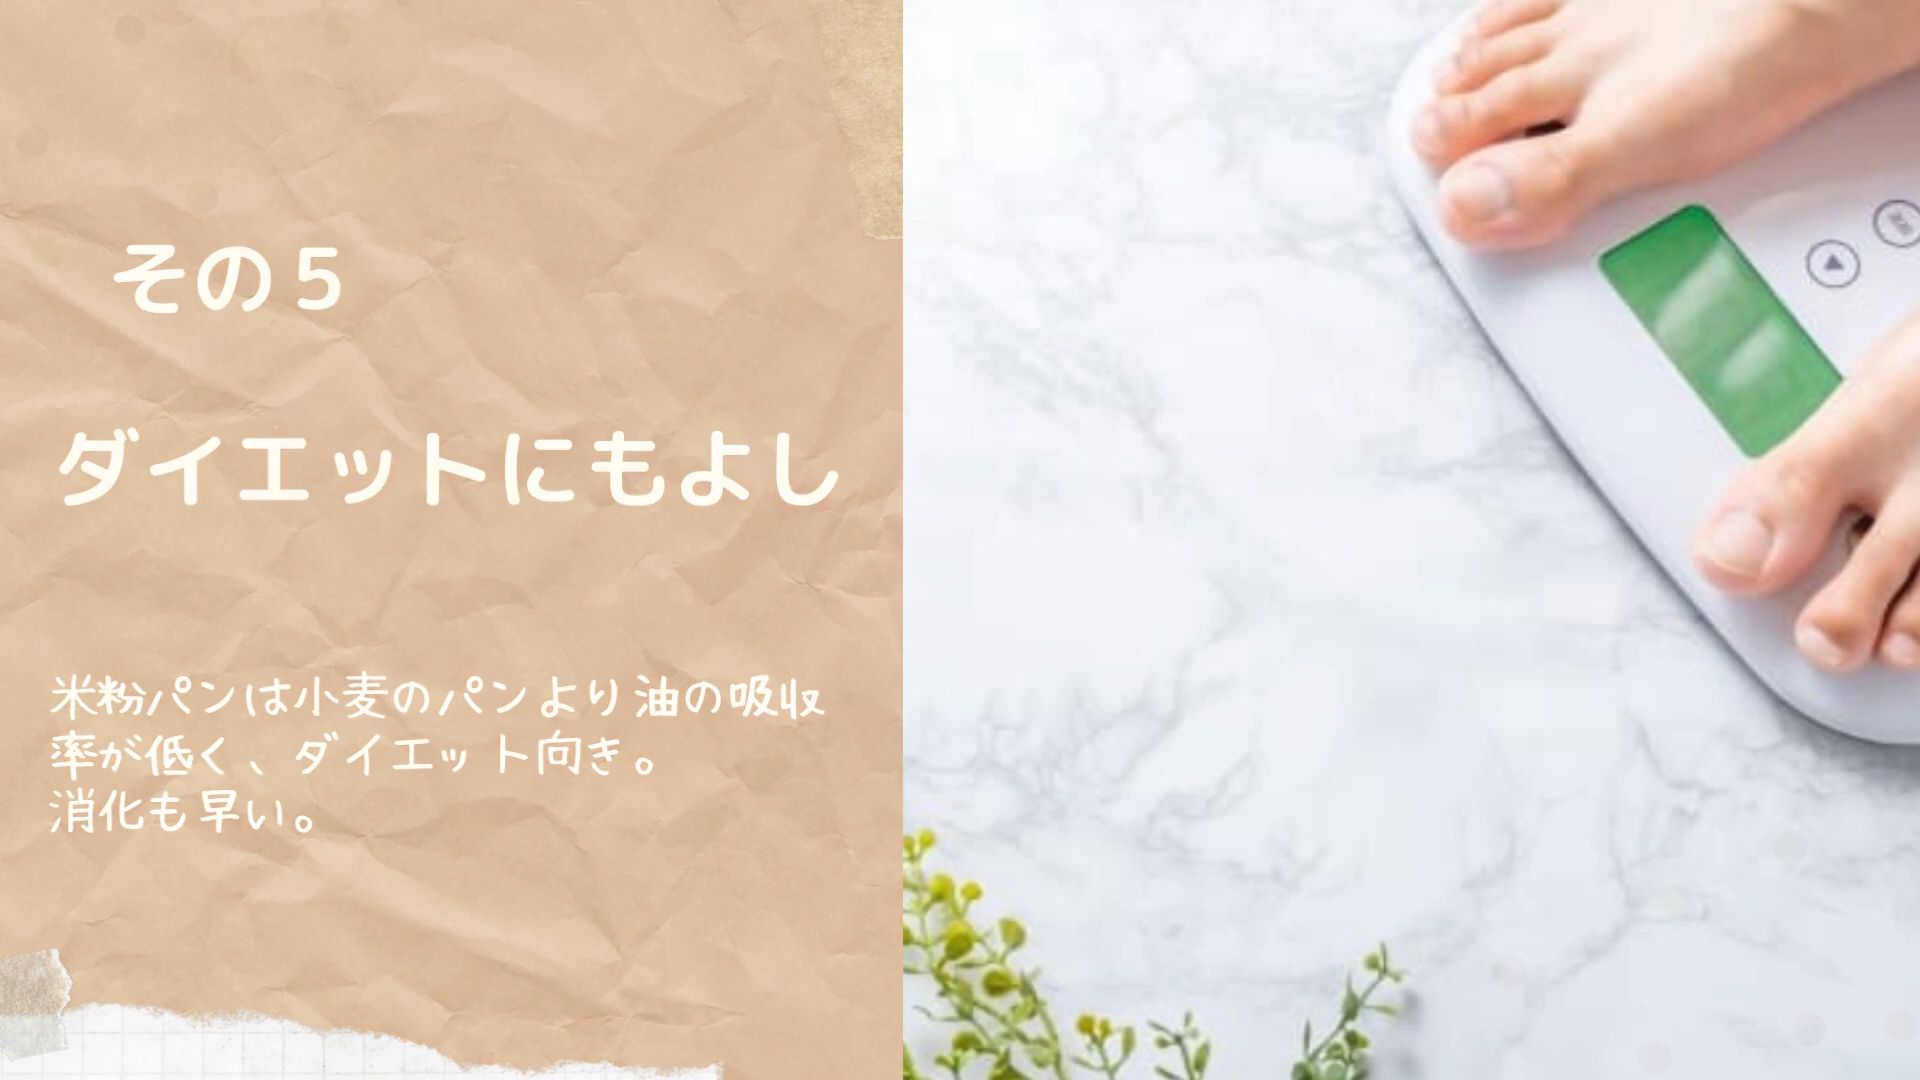 その５
ダイエットにもよし
米粉パンは小麦のパンより油の吸収
率が低く、ダイエット向き。
消化も早い。